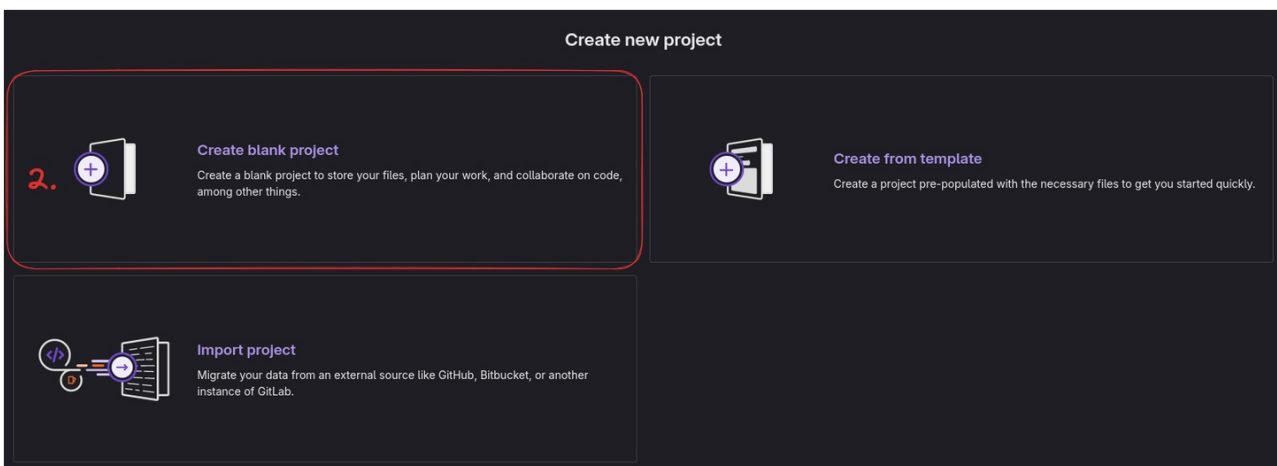 Create new project
2.
Create blank project
Create a blank project to store your files, plan your work, and collaborate on code,
among other things.
Create from template
Create a project pre-populated with the necessary files to get you started quickly.
Import project
Migrate your data from an external source like GitHub, Bitbucket, or another
instance of GitLab.